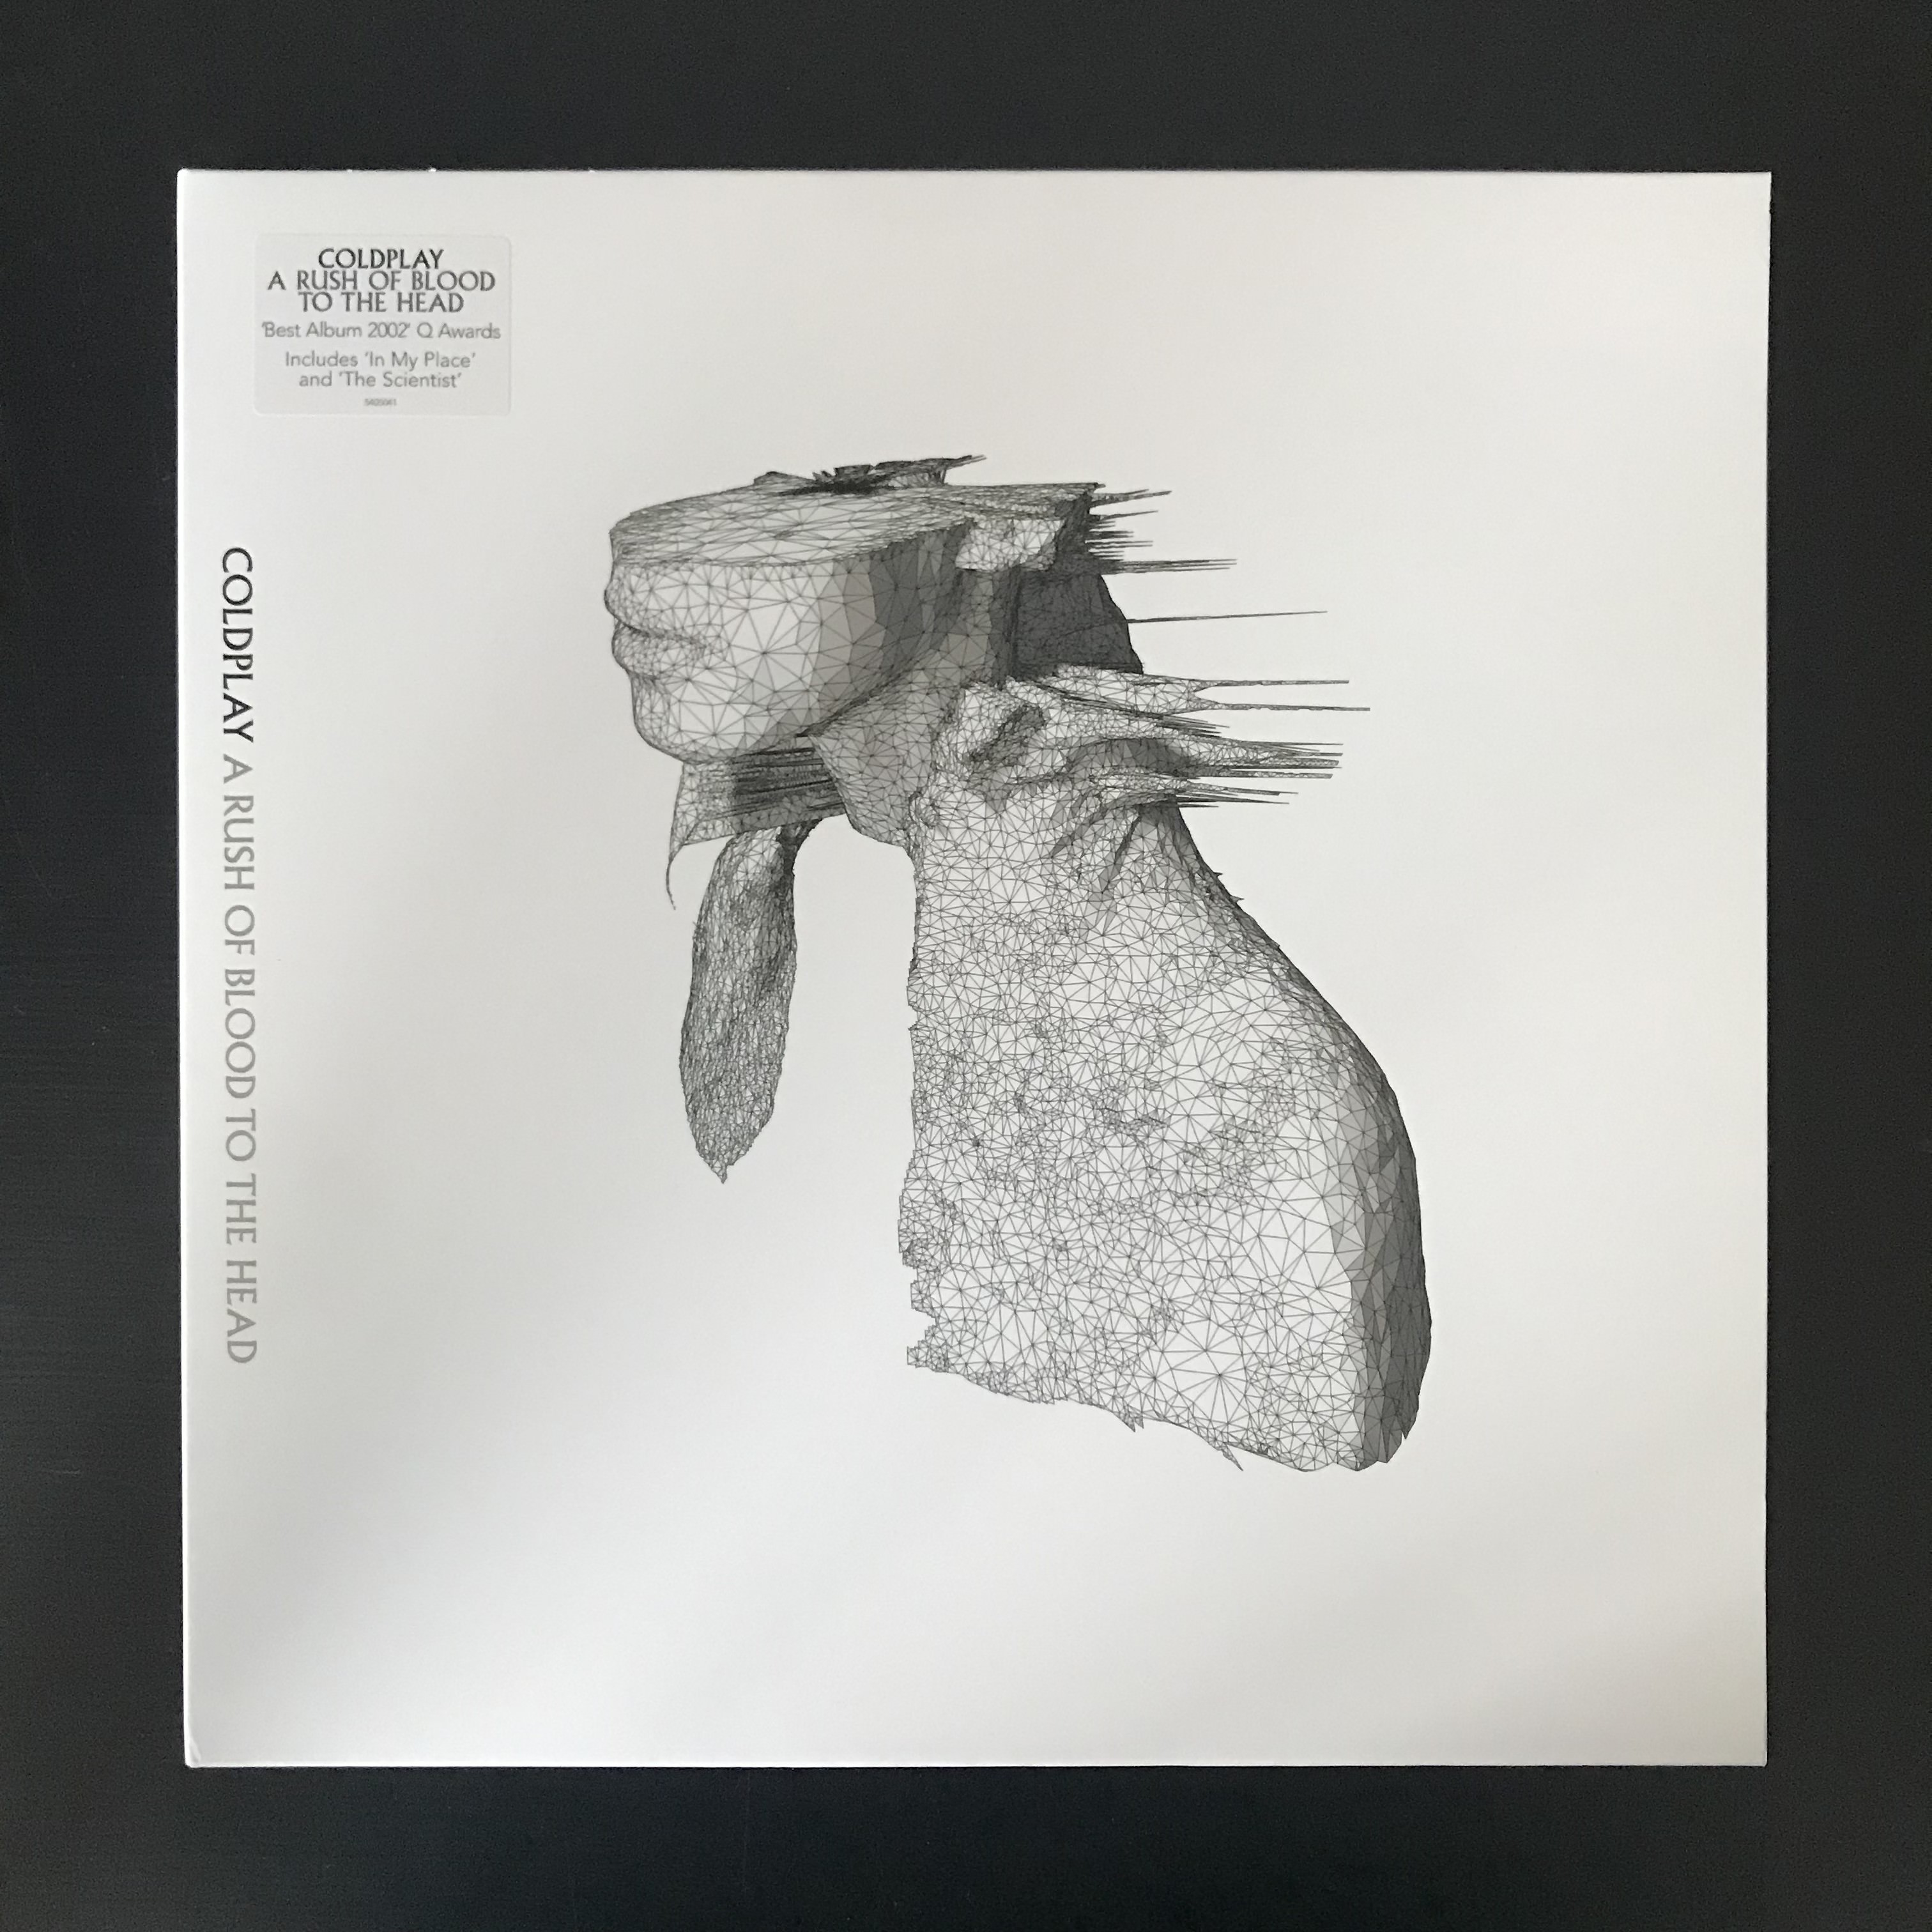 COLDPLAY
A RUSH OF BLOOD
TO THE HEAD
'Best Album 2002' Q Awards
Includes 'In My Place'
and 'The Scientist'
COLDPLAY A RUSH OF BLOOD TO THE HEAD